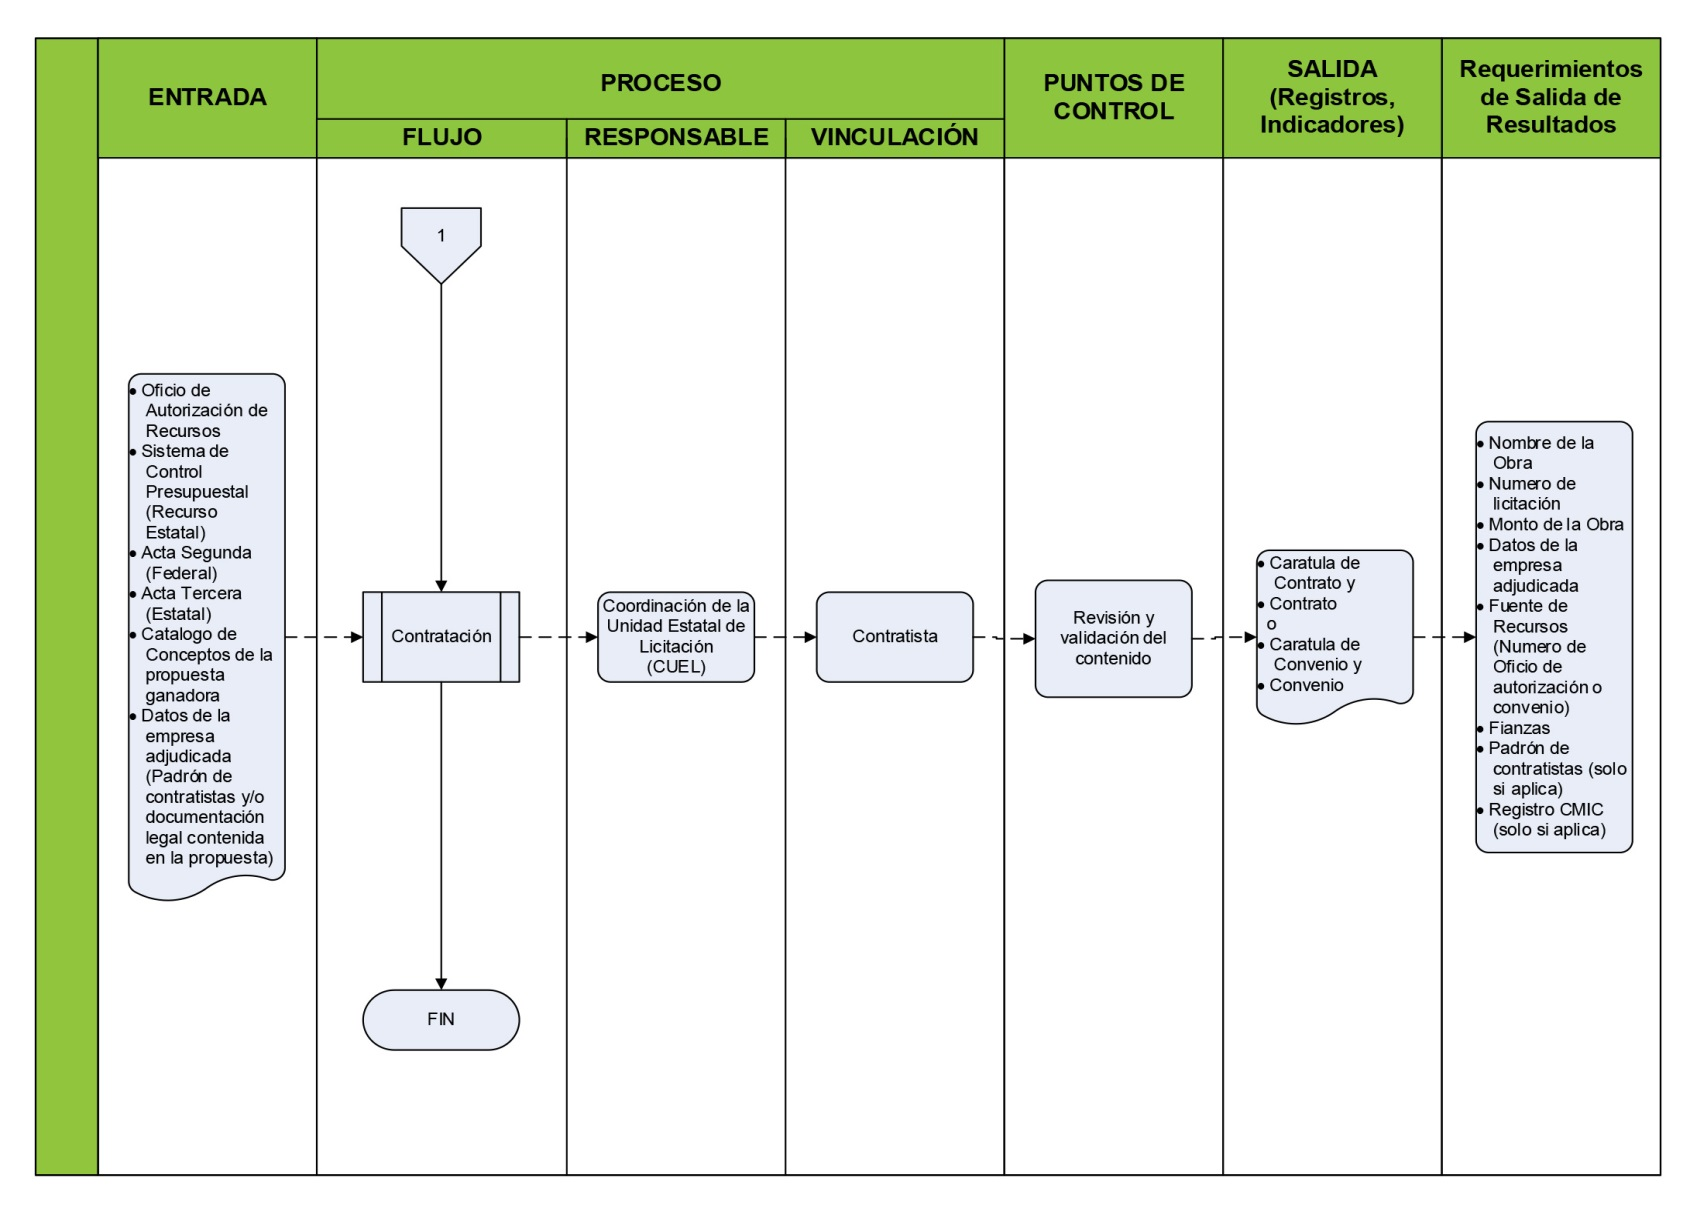 ENTRADA
PROCESO
FLUJO
RESPONSABLE
VINCULACIÓN
PUNTOS DE
CONTROL
SALIDA
(Registros,
Indicadores)
Requerimientos
de Salida de
Resultados
1
● Oficio de
Autorización de
Recursos
● Sistema de
Control
Presupuestal
(Recurso
Estatal)
● Acta Segunda
(Federal)
● Acta Tercera
(Estatal)
● Catalogo de
Conceptos de la
propuesta
ganadora
● Datos de la
empresa
adjudicada
(Padrón de
contratistas y/o
documentación
legal contenida
en la propuesta)
Contratación
Coordinación de la
Unidad Estatal de
Licitación
(CUEL)
Contratista
Revisión y
validación del
contenido
● Caratula de
Contrato y
● Contrato
o
● Caratula de
Convenio y
● Convenio
● Nombre de la
Obra
● Numero de
licitación
● Monto de la Obra
● Datos de la
empresa
adjudicada
● Fuente de
Recursos
(Numero de
Oficio de
autorización o
convenio)
● Fianzas
● Padrón de
contratistas (solo
si aplica)
● Registro CMIC
(solo si aplica)
FIN